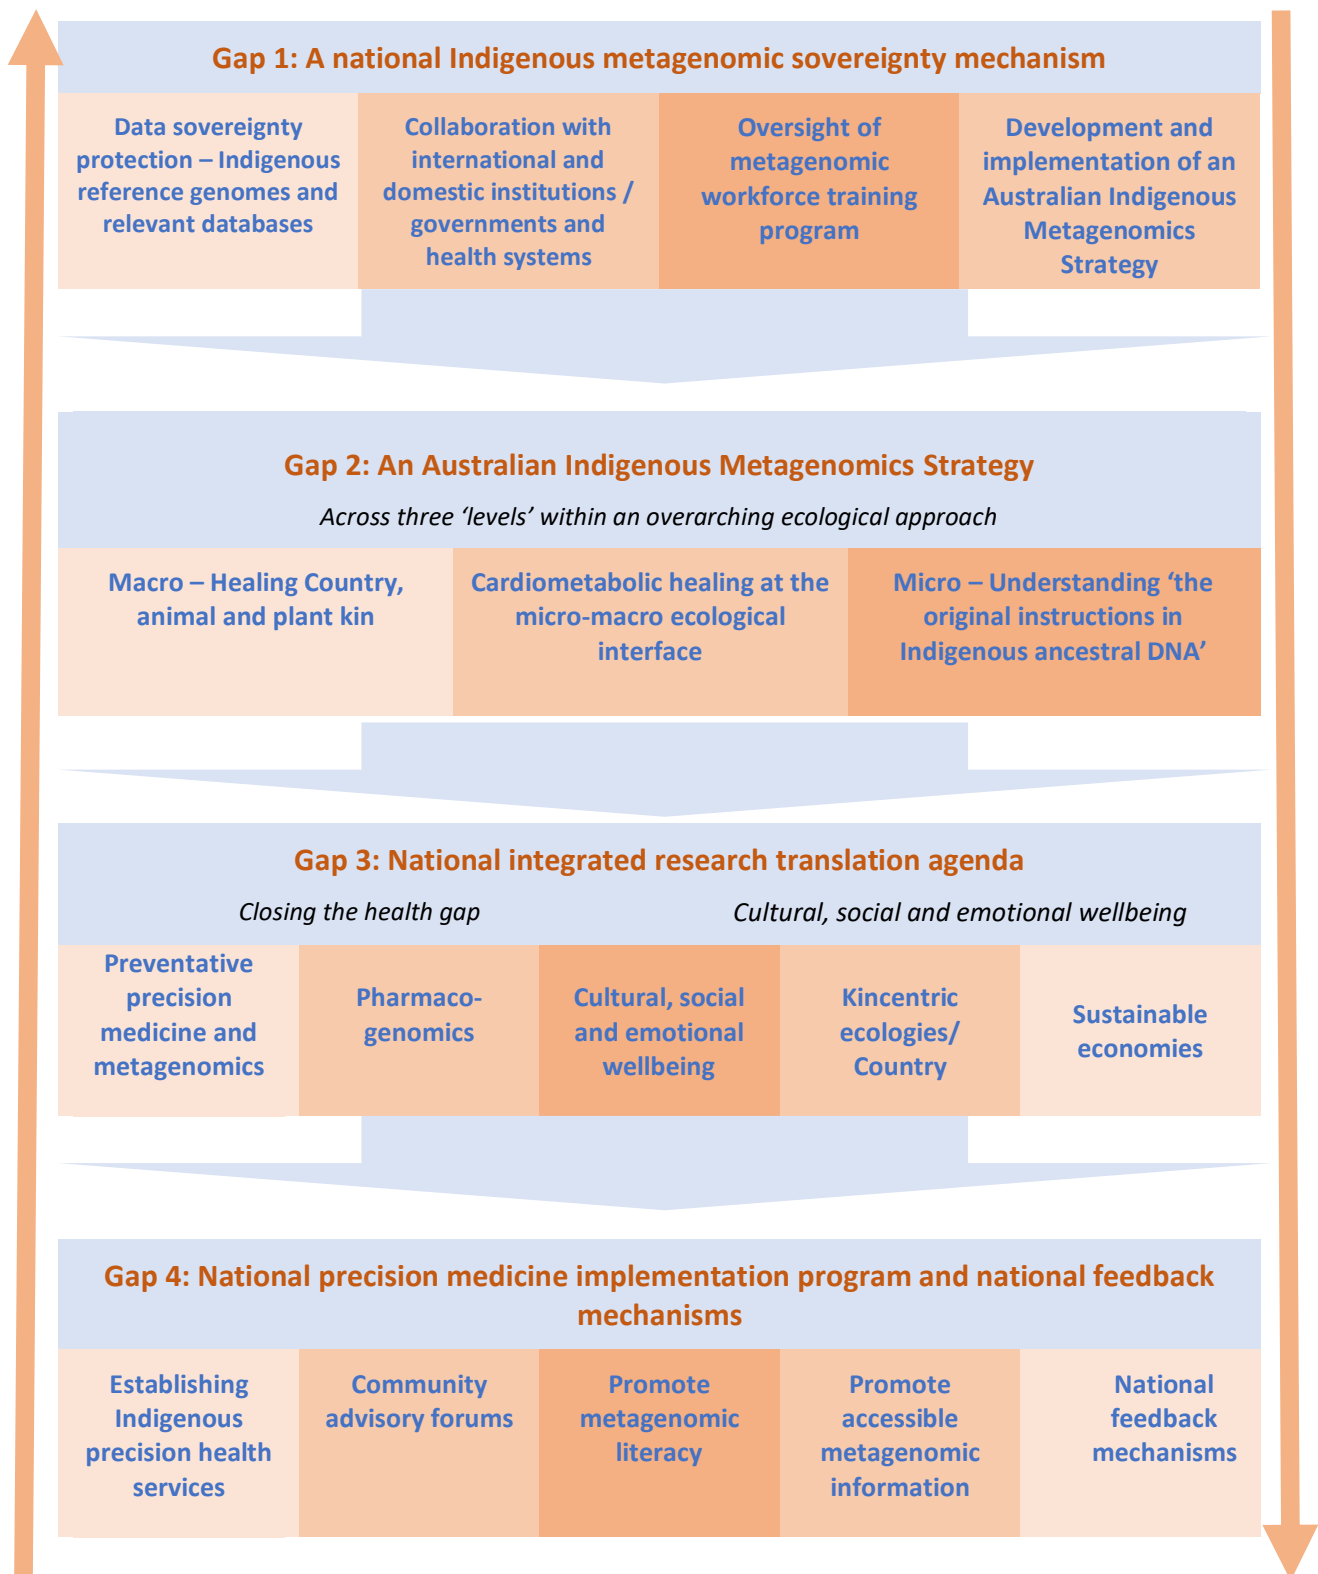 Gap 1: A national Indigenous metagenomic sovereignty mechanism
Data sovereignty
protection – Indigenous
reference genomes and
relevant databases
Collaboration with
international and
domestic institutions /
governments and
health systems
Oversight of
metagenomic
workforce training
program
Development and
implementation of an
Australian Indigenous
Metagenomics
Strategy
Gap 2: An Australian Indigenous Metagenomics Strategy
Across three ‘levels’ within an overarching ecological approach
Macro – Healing Country,
animal and plant kin
Cardiometabolic healing at the
micro-macro ecological
interface
Micro – Understanding ‘the
original instructions in
Indigenous ancestral DNA’
Gap 3: National integrated research translation agenda
Closing the health gap
Cultural, social and emotional wellbeing
Preventative
precision
medicine and
metagenomics
Pharmaco-
genomics
Cultural, social
and emotional
wellbeing
Kincentric
ecologies/
Country
Sustainable
economies
Gap 4: National precision medicine implementation program and national feedback
mechanisms
Establishing
Indigenous
precision health
services
Community
advisory forums
Promote
metagenomic
literacy
Promote
accessible
metagenomic
information
National
feedback
mechanisms